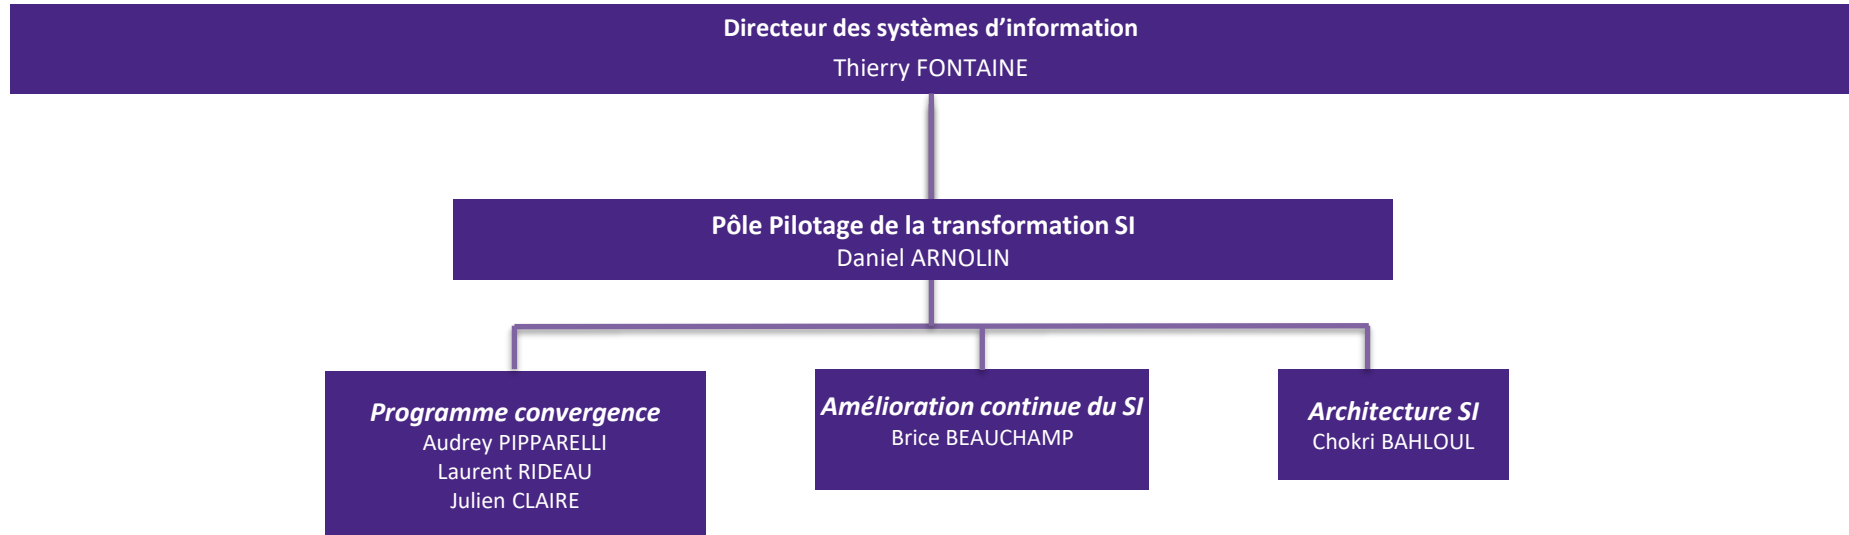 Directeur des systèmes d’information
Thierry FONTAINE
Pôle Pilotage de la transformation SI
Daniel ARNOLIN
Programme convergence
Audrey PIPPARELLI
Laurent RIDEAU
Julien CLAIRE
Amélioration continue du SI
Brice BEAUCHAMP
Architecture SI
Chokri BAHLOUL